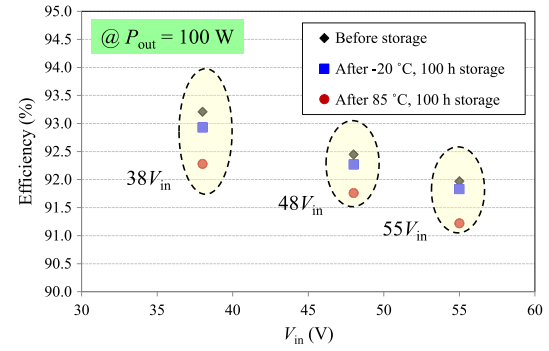 95.0
94.5
94.0
93.5
93.0
92.5
92.0
91.5
91.0
90.5
90.0
Efficiency (%)
@ Pout = 100 W
Before storage
After -20 ˚C, 100 h storage
After 85 ˚C, 100 h storage
38Vin
48Vin
55Vin
30 35 40 45 50 55 60
Vin (V)